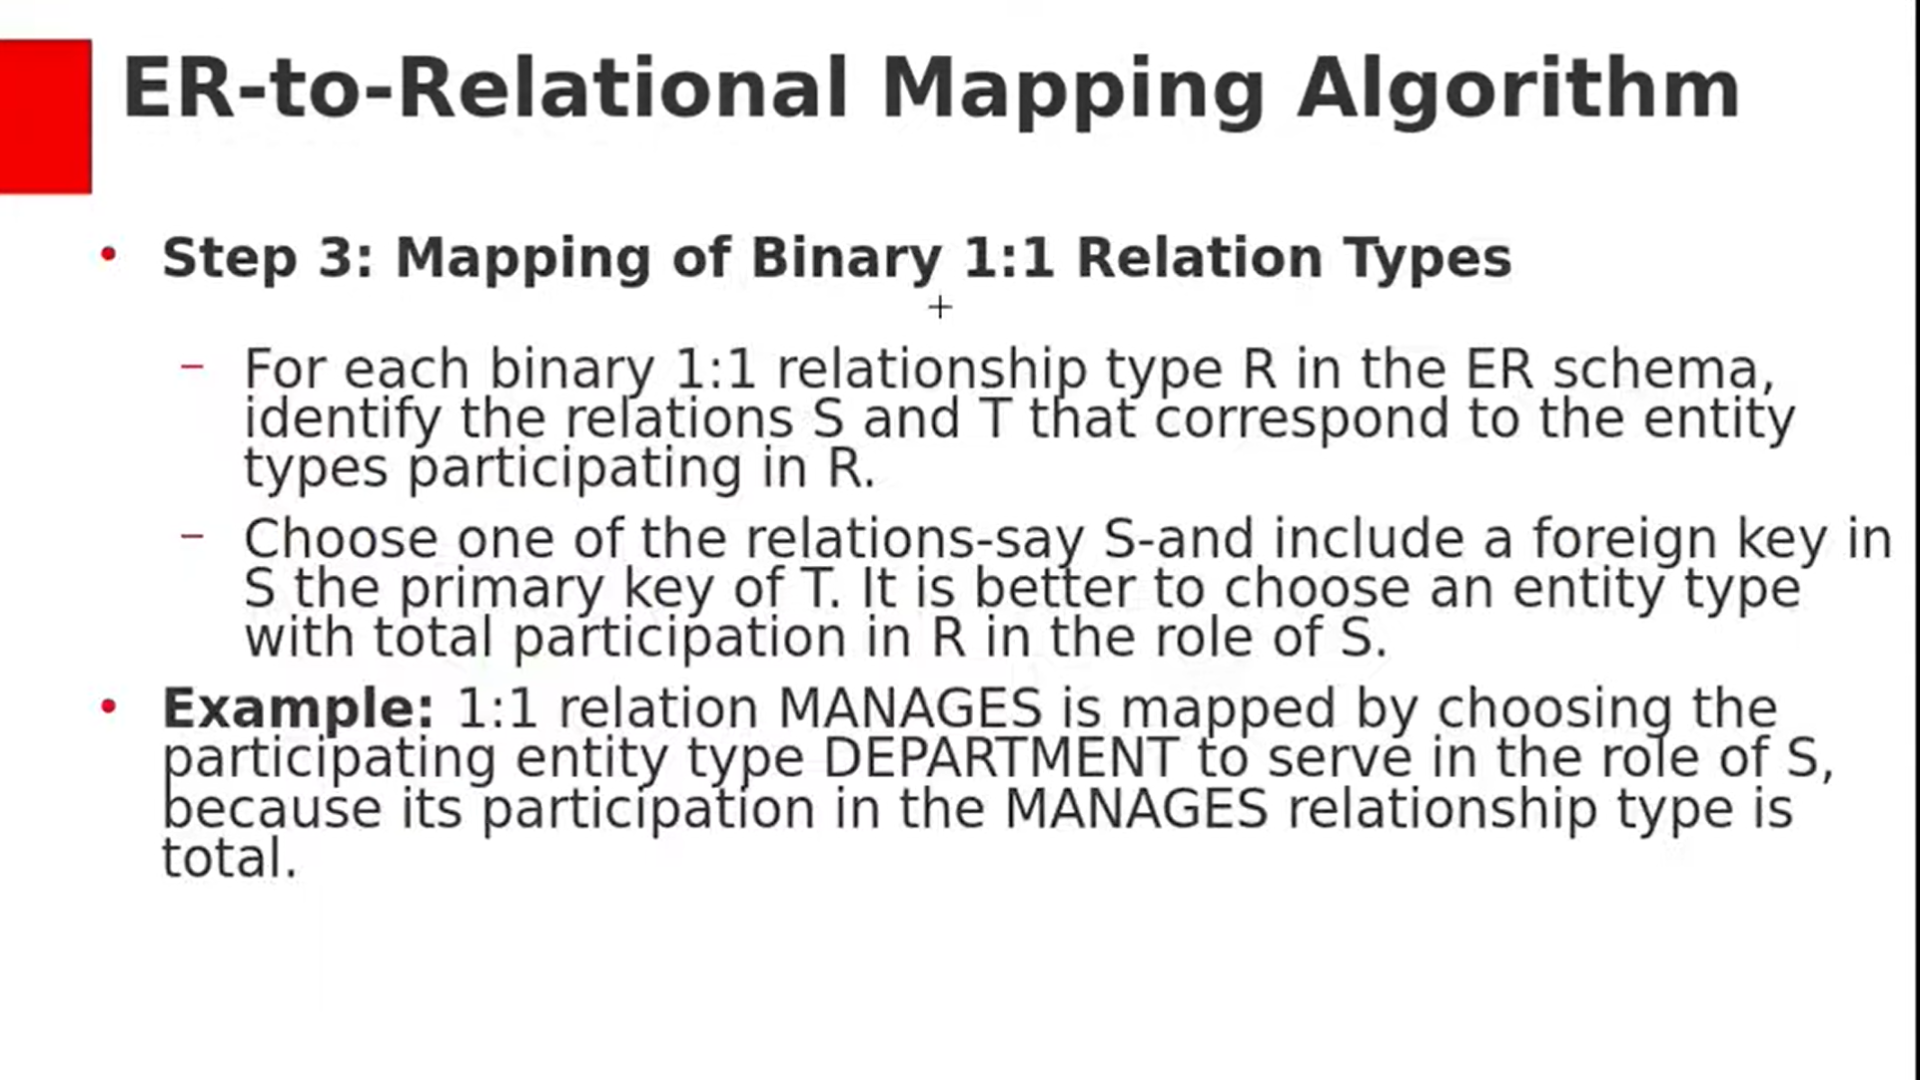 ER-to-Relational Mapping Algorithm
• Step 3: Mapping of Binary 1:1 Relation Types
– For each binary 1:1 relationship type R in the ER schema,
identify the relations S and T that correspond to the entity
types participating in R.
– Choose one of the relations-say S-and include a foreign key in
S the primary key of T. It is better to choose an entity type
with total participation in R in the role of S.
• Example: 1:1 relation MANAGES is mapped by choosing the
participating entity type DEPARTMENT to serve in the role of S,
because its participation in the MANAGES relationship type is
total.